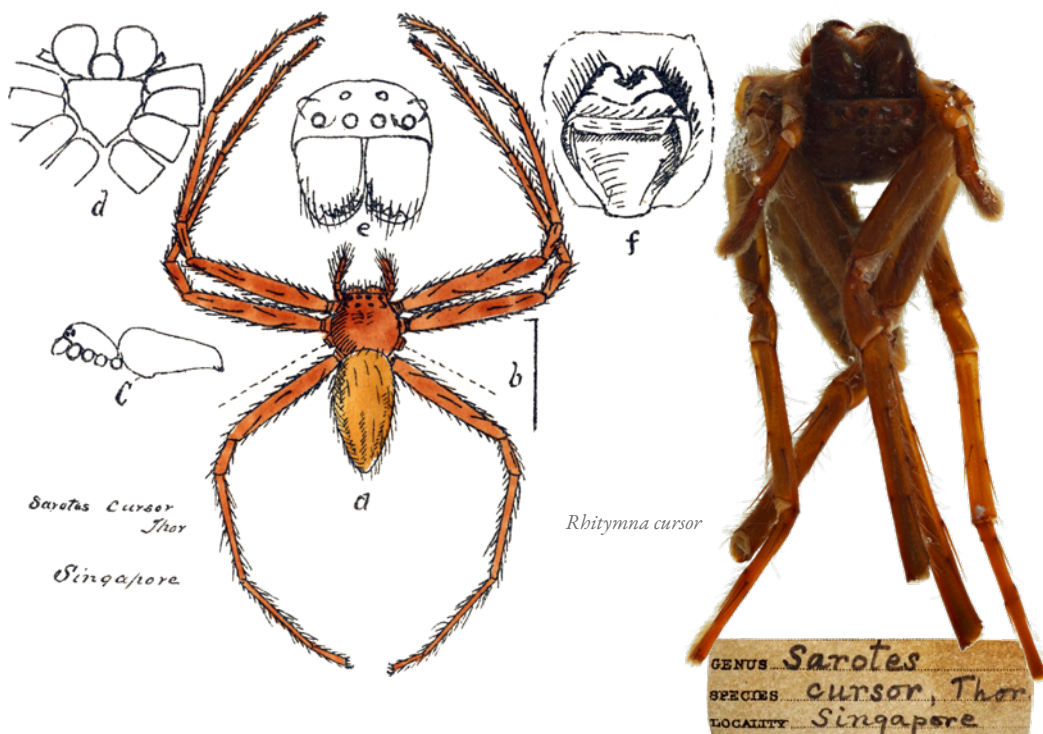 d
e
f
b
c
a
Sarotes Cursor
Thor
Singapore
Rhitymna cursor
GENUS Sarotes
SPECIES cursor, Thor.
LOCALITY Singapore